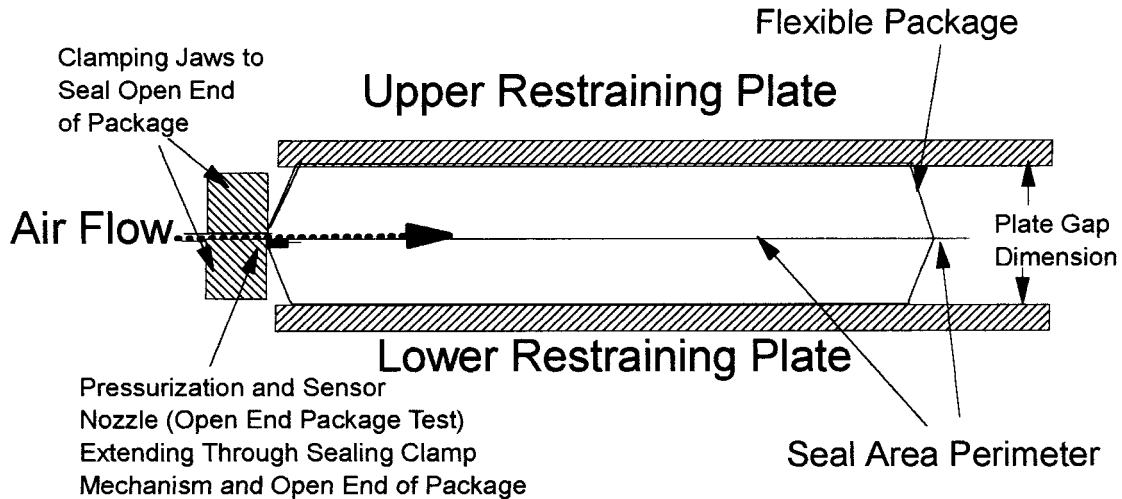 Flexible Package
Clamping Jaws to
Seal Open End
of Package
Upper Restraining Plate
Air Flow
Plate Gap
Dimension
Lower Restraining Plate
Pressurization and Sensor
Nozzle (Open End Package Test)
Extending Through Sealing Clamp
Mechanism and Open End of Package
Seal Area Perimeter